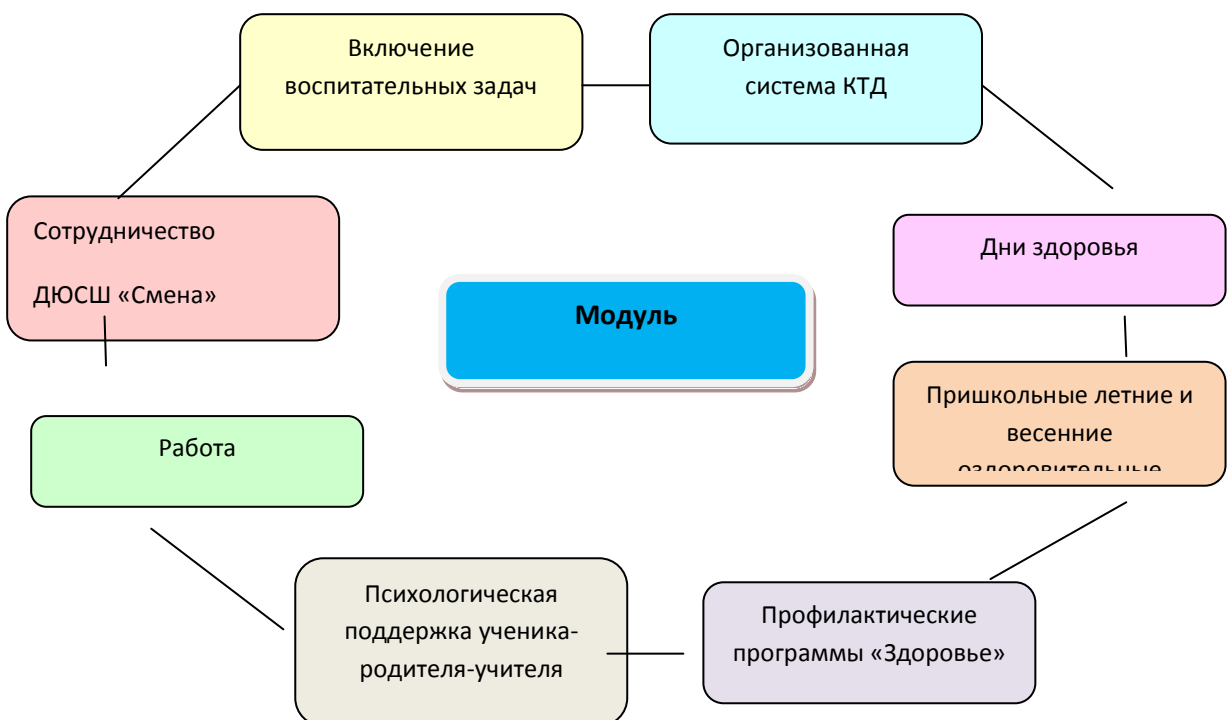 Включение
воспитательных задач
Организованная
система КТД
Сотрудничество
ДЮСШ «Смена»
Дни здоровья
Модуль
Пришкольные летние и
весенние
оздоровительные
Работа
Психологическая
поддержка ученика-
родителя-учителя
Профилактические
программы «Здоровье»